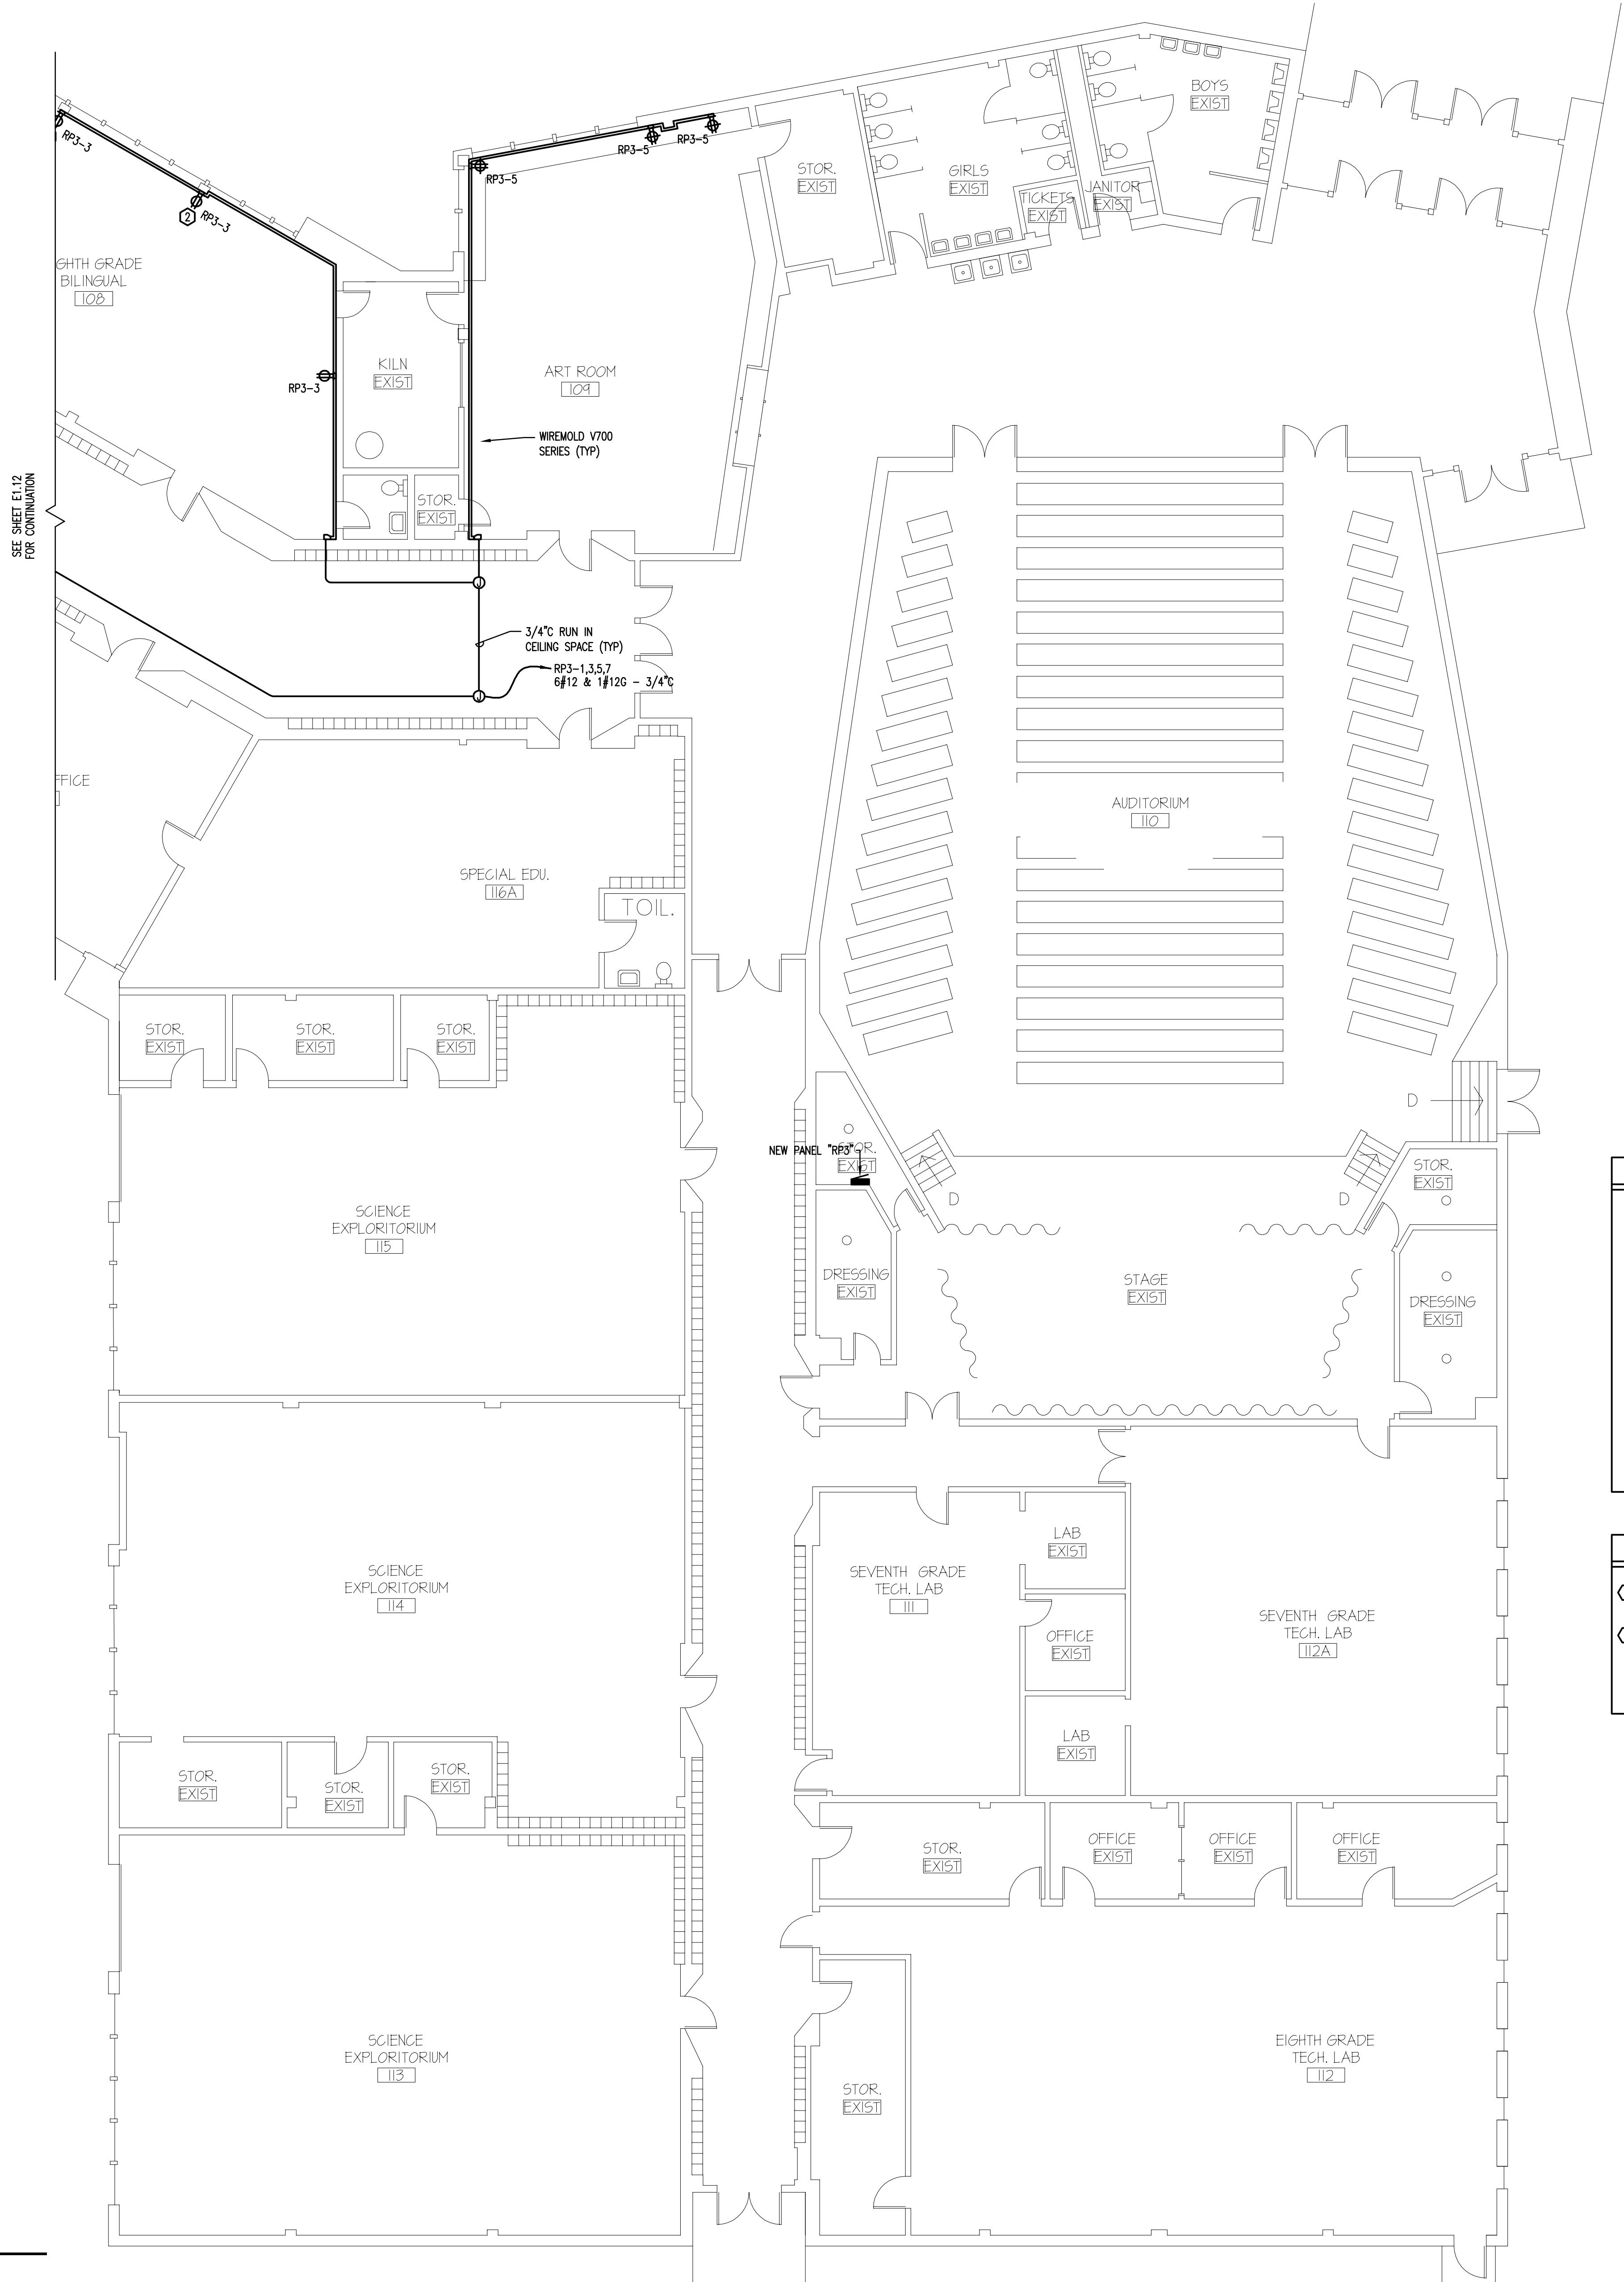 BOYS
EXIST
RP3-3
RP3-5
RP3-5
RP3-5
STOR.
EXIST
GIRLS
EXIST
TICKETS
EXIST
JANITOR
EXIST
2
RP3-3
GHTH GRADE
BILINGUAL
108
KILN
EXIST
RP3-3
ART ROOM
109
WIREMOLD V700
SERIES (TYP)
SEE SHEET E1.12
FOR CONTINUATION
STOR.
EXIST
J
3/4"C RUN IN
CEILING SPACE (TYP)
RP3-1,3,5,7
6#12 & 1#12G - 3/4"C
J
FFICE
AUDITORIUM
110
SPECIAL EDU.
116A
TOIL.
STOR.
EXIST
STOR.
EXIST
STOR.
EXIST
D
NEW PANEL "RP3"
STOR.
EXIST
STOR.
EXIST
D
D
SCIENCE
EXPLORITORIUM
115
DRESSING
EXIST
STAGE
EXIST
DRESSING
EXIST
LAB
EXIST
SCIENCE
EXPLORITORIUM
114
SEVENTH GRADE
TECH. LAB
111
OFFICE
EXIST
SEVENTH GRADE
TECH. LAB
112A
LAB
EXIST
STOR.
EXIST
STOR.
EXIST
STOR.
EXIST
STOR.
EXIST
OFFICE
EXIST
OFFICE
EXIST
OFFICE
EXIST
SCIENCE
EXPLORITORIUM
113
EIGHTH GRADE
TECH. LAB
112
STOR.
EXIST